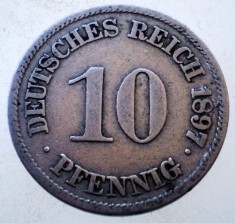 DEUTSCHES REICH 1897
10
· PFENNIG ·